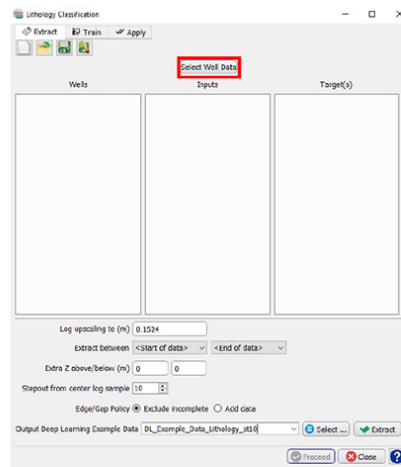 Lithology Classification
Extract Train Apply
Select Well Data
Wells Inputs Target(s)
Log upscaling to (m) 0.1524
Extract between <Start of data> <End of data>
Extra Z above/below (m) 0 0
Stepout from center log sample 10
Edge/Gap Policy Exclude incomplete Add data
Output Deep Learning Example Data DL_Example_Data_Lithology_st10 Select ... Extract
Proceed Close ?